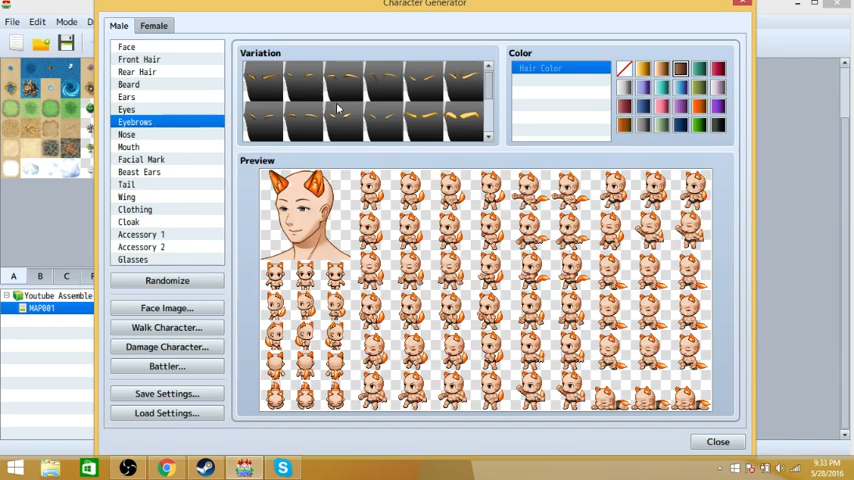 Character Generator
File Edit Mode D
Male Female
Face
Front Hair
Rear Hair
Beard
Ears
Eyes
Eyebrows
Nose
Mouth
Facial Mark
Beast Ears
Tail
Wing
Clothing
Cloak
Accessory 1
Accessory 2
Glasses
Randomize
Face Image...
Walk Character...
Damage Character...
Battler...
Save Settings...
Load Settings...
Variation
Color
Hair Color
Preview
A B C
Youtube Assemble
MAP001
Close
9:33 PM
5/28/2016